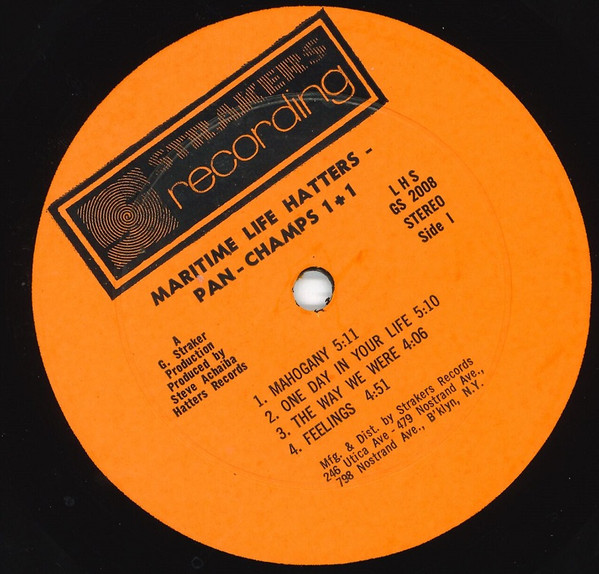 STRAKERS
recording
MARITIME LIFE HATTERS -
PAN-CHAMPS 1*1
L H S
GS 2008
STEREO
Side I
A
G. Straker
Production
Produced by
Steve Achaiba
Hatters Records
1. MAHOGANY 5:11
2. ONE DAY IN YOUR LIFE 5:10
3. THE WAY WE WERE 4:06
4. FEELINGS 4:51
Mfg. & Dist. by Strakers Records
246 Utica Ave - 479 Nostrand Ave.,
798 Nostrand Ave., B'klyn, N.Y.